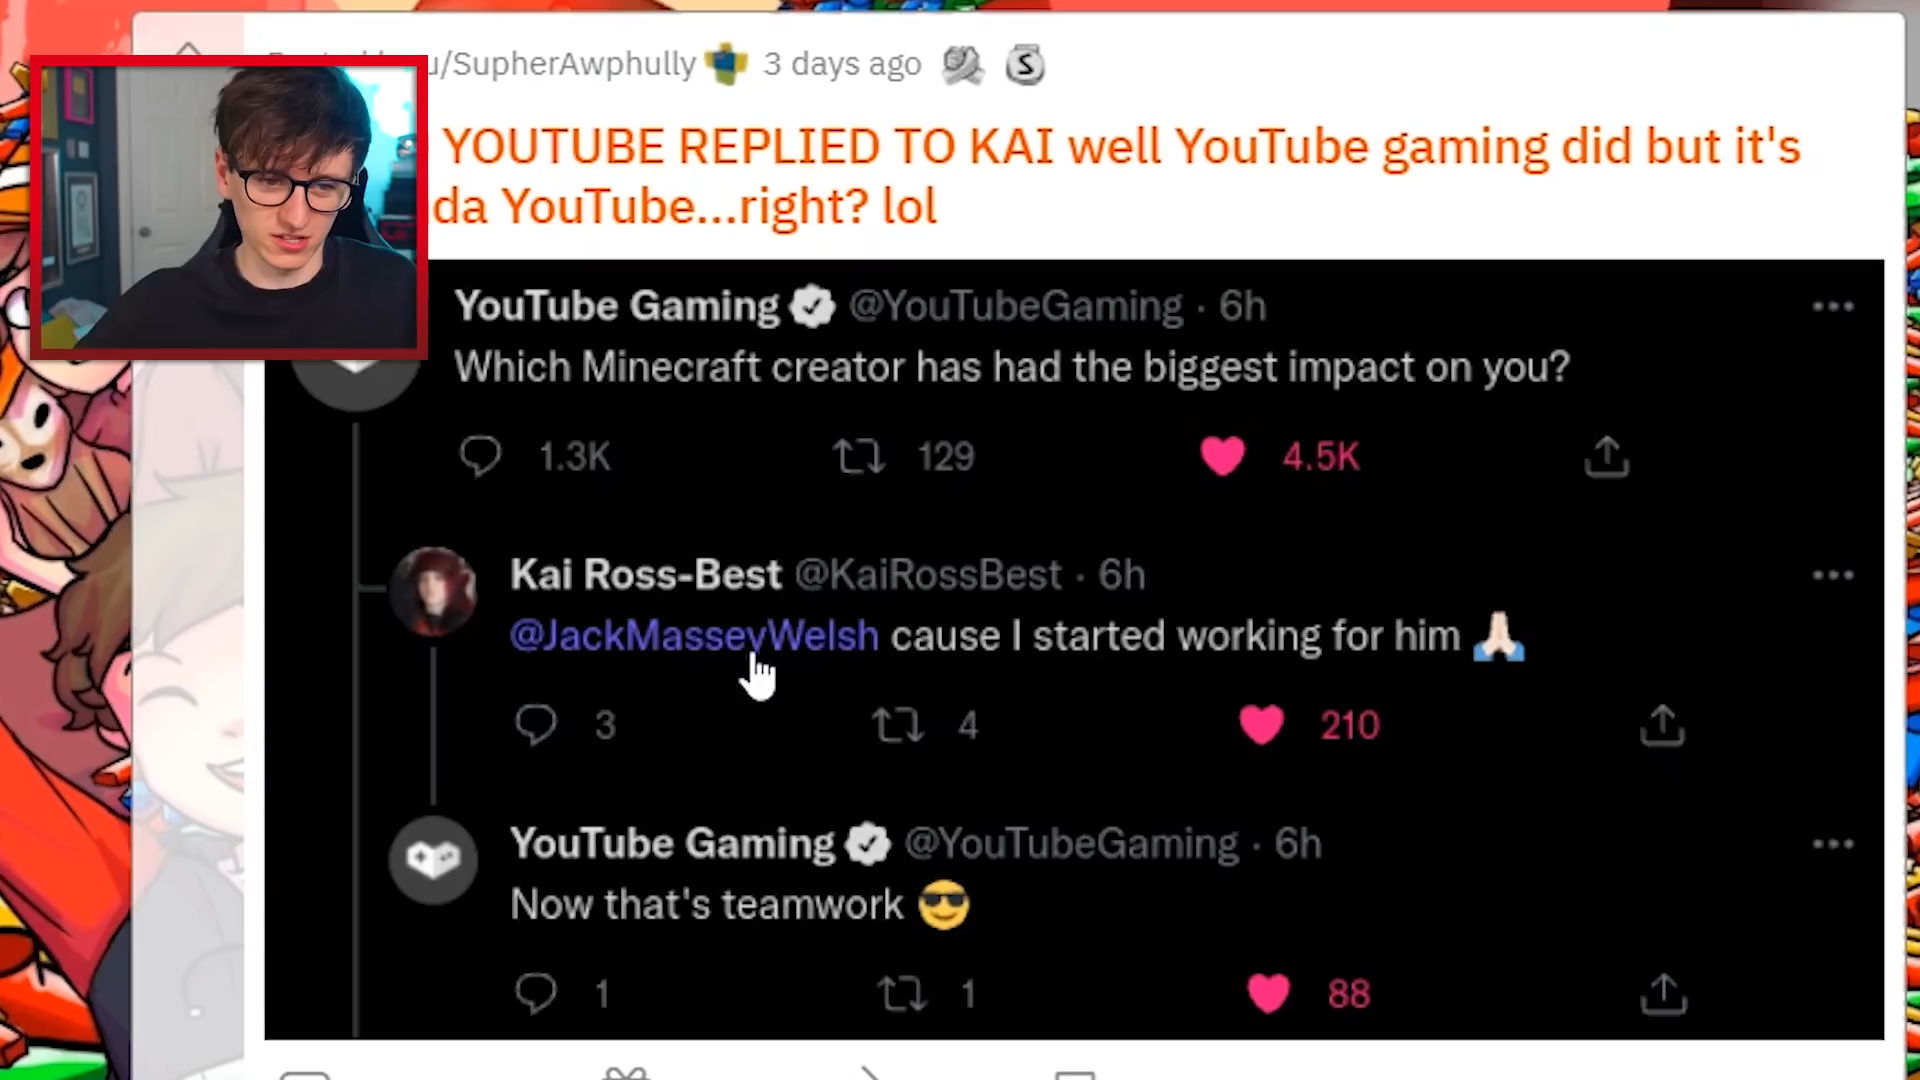 u/SupherAwphully 3 days ago
YOUTUBE REPLIED TO KAI well YouTube gaming did but it's
da YouTube...right? lol
YouTube Gaming @YouTubeGaming · 6h
Which Minecraft creator has had the biggest impact on you?
1.3K 129 4.5K
Kai Ross-Best @KaiRossBest · 6h
@JackMasseyWelsh cause I started working for him 🙏🏻
3 4 210
YouTube Gaming @YouTubeGaming · 6h
Now that's teamwork 😎
1 1 88